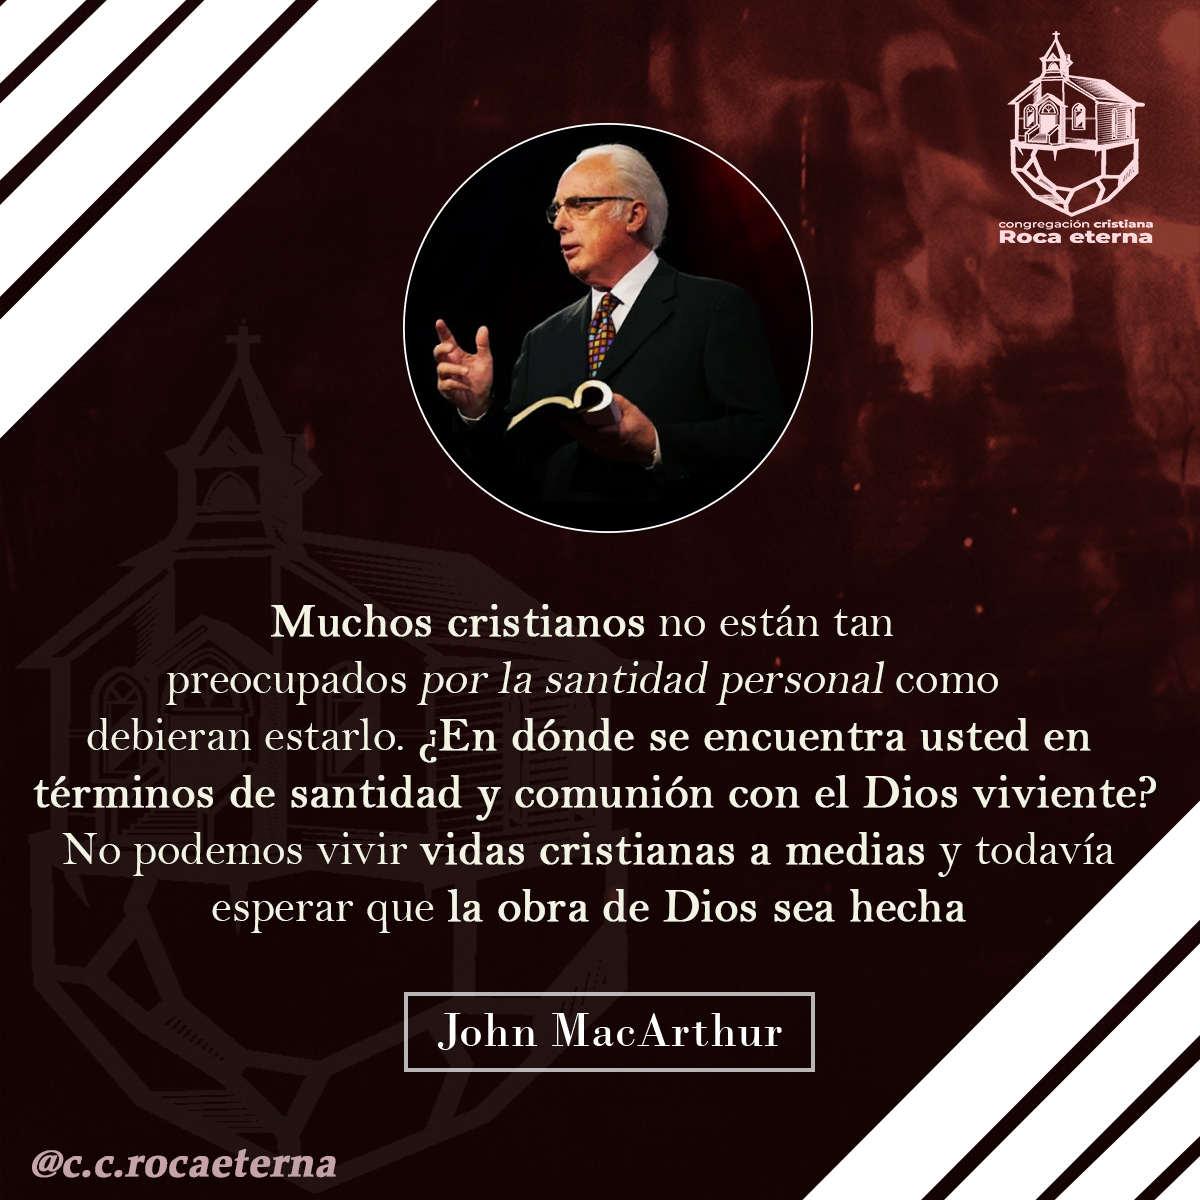 congregación cristiana
Roca eterna
Muchos cristianos no están tan
preocupados por la santidad personal como
debieran estarlo. ¿En dónde se encuentra usted en
términos de santidad y comunión con el Dios viviente?
No podemos vivir vidas cristianas a medias y todavía
esperar que la obra de Dios sea hecha
John MacArthur
@c.c.rocaeterna